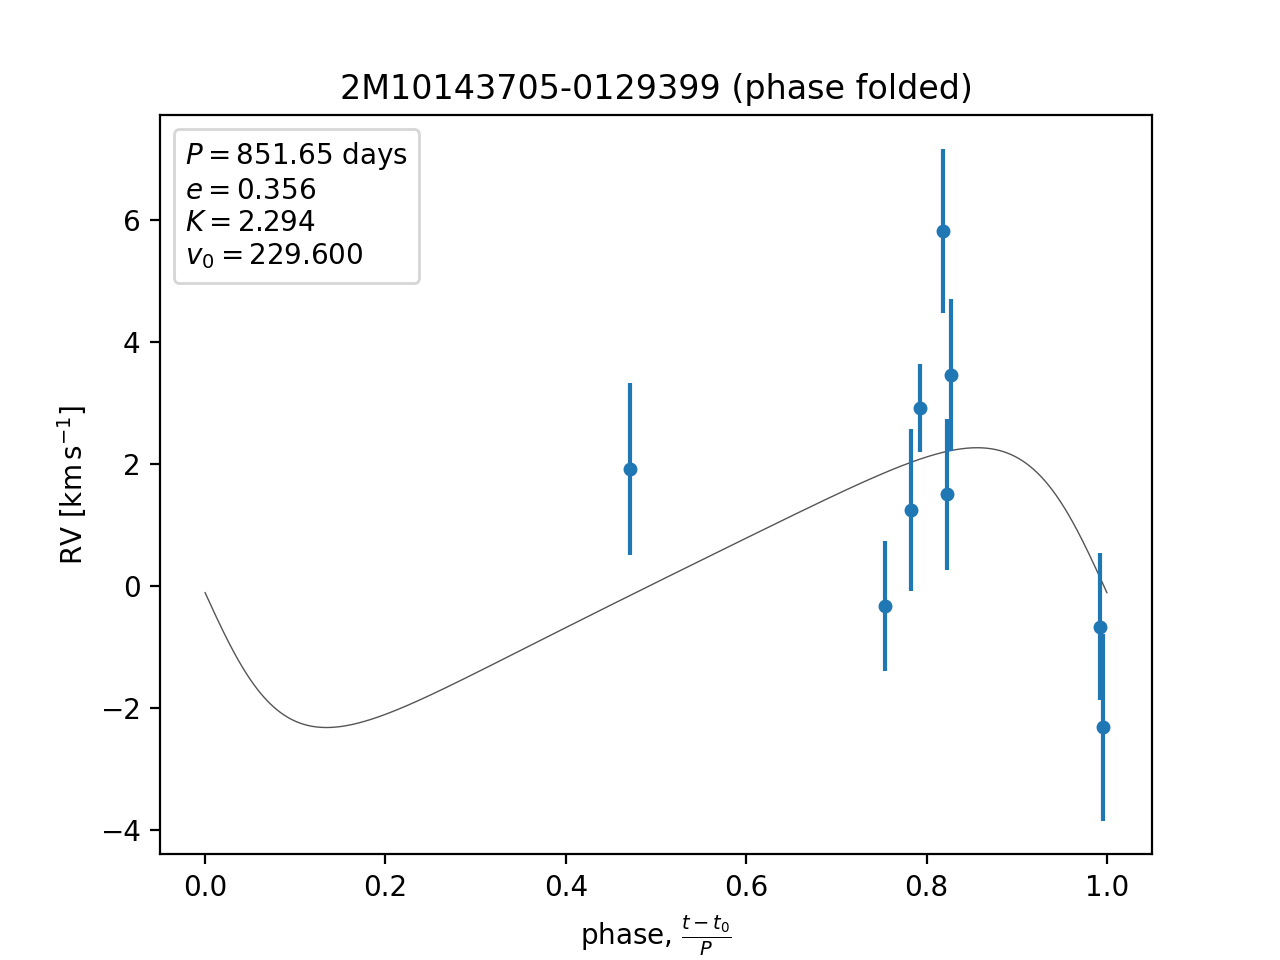 2M10143705-0129399 (phase folded)
P = 851.65 days
e = 0.356
K = 2.294
v₀ = 229.600
RV [km s⁻¹]
6
4
2
0
−2
−4
0.0 0.2 0.4 0.6 0.8 1.0
phase, (t − t₀)/P